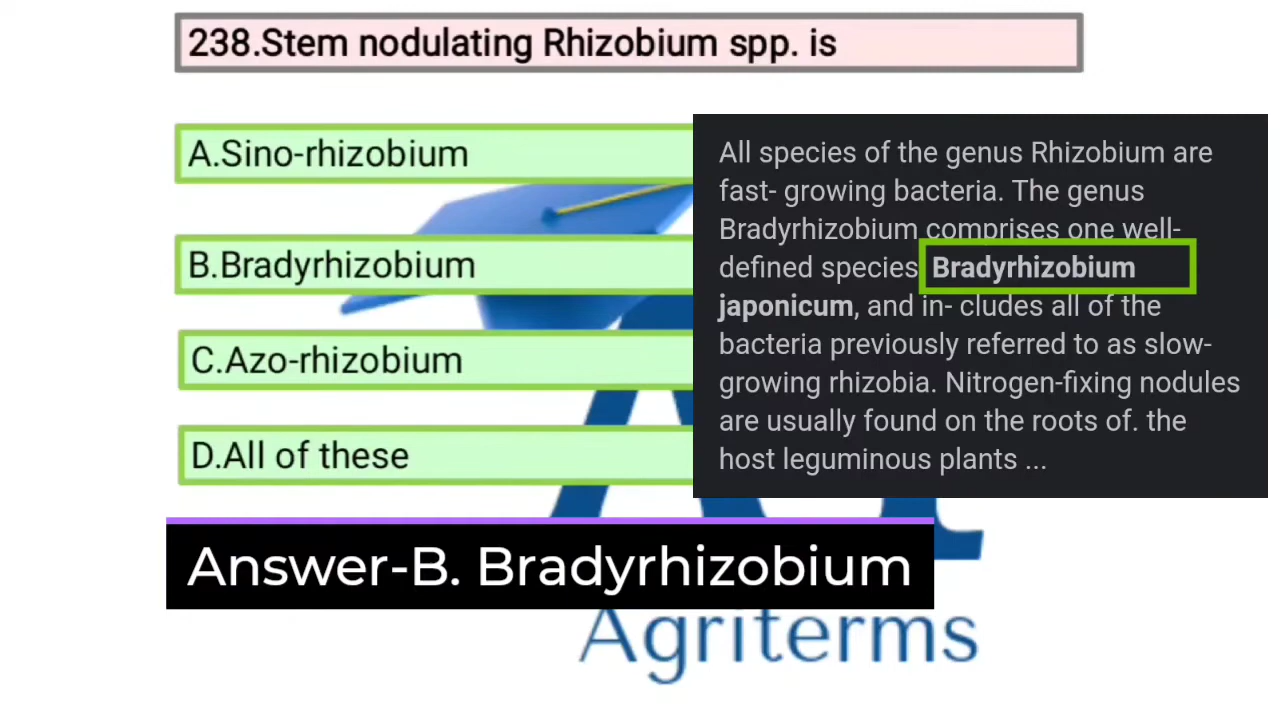 238.Stem nodulating Rhizobium spp. is
A.Sino-rhizobium
B.Bradyrhizobium
C.Azo-rhizobium
D.All of these
All species of the genus Rhizobium are
fast- growing bacteria. The genus
Bradyrhizobium comprises one well-
defined species Bradyrhizobium
japonicum, and in- cludes all of the
bacteria previously referred to as slow-
growing rhizobia. Nitrogen-fixing nodules
are usually found on the roots of. the
host leguminous plants ...
Answer-B. Bradyrhizobium
Agriterms